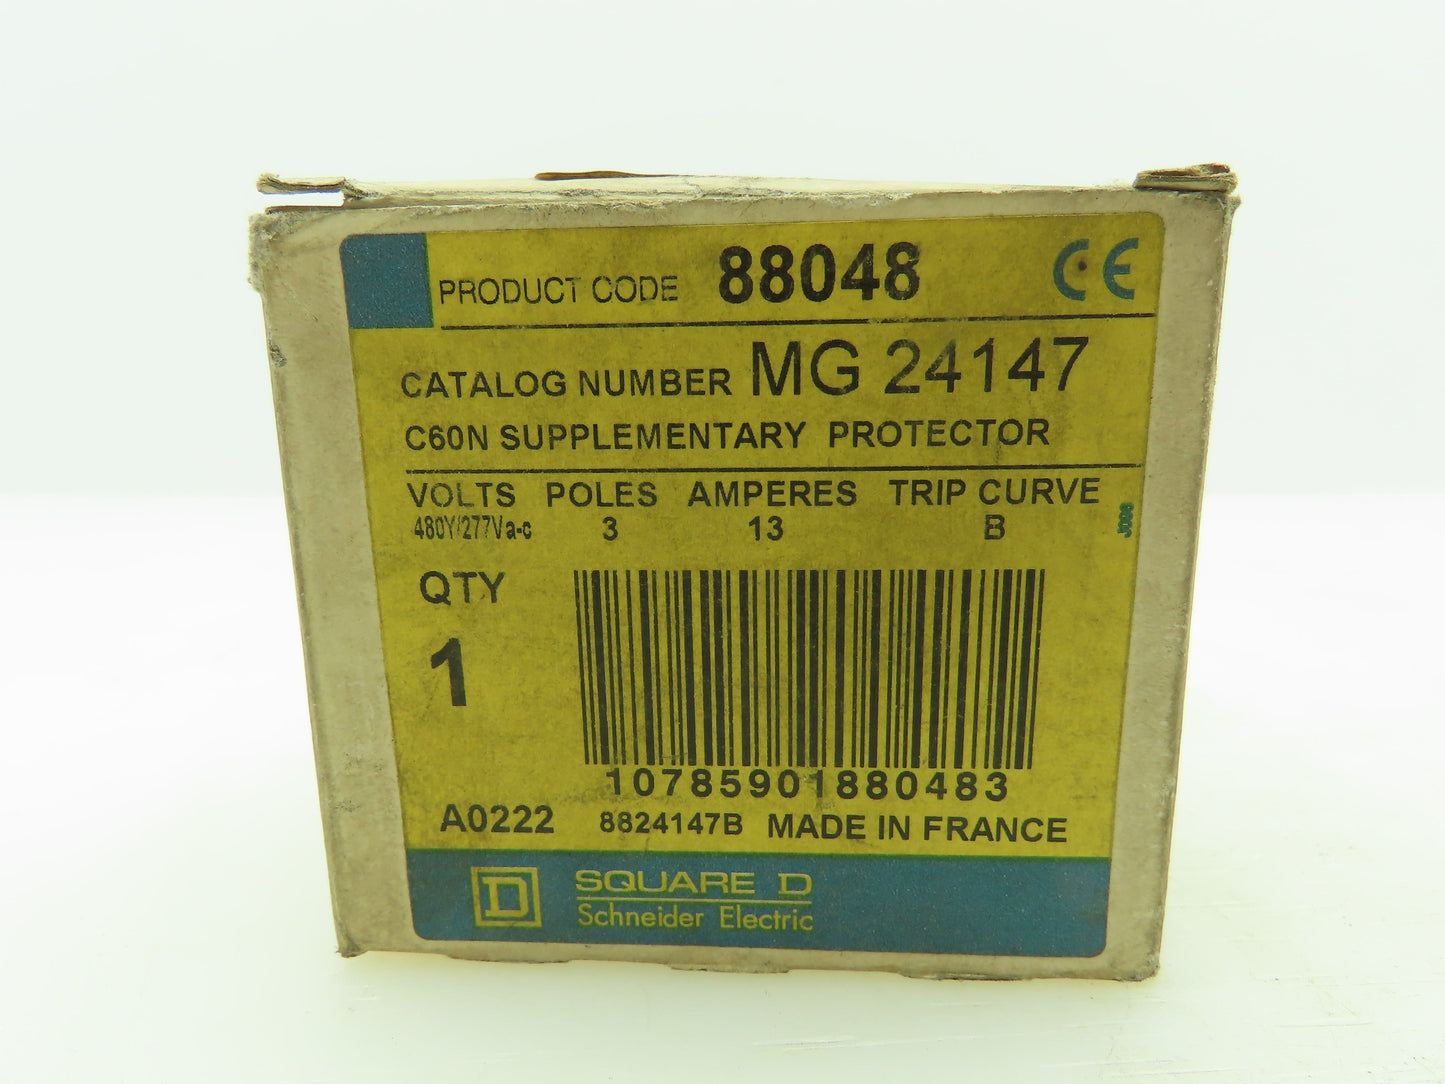 PRODUCT CODE 88048 CE
CATALOG NUMBER MG 24147
C60N SUPPLEMENTARY PROTECTOR
VOLTS POLES AMPERES TRIP CURVE
480Y/277V a-c 3 13 B
QTY
1
10785901880483
A0222 8824147B MADE IN FRANCE
D SQUARE D
Schneider Electric